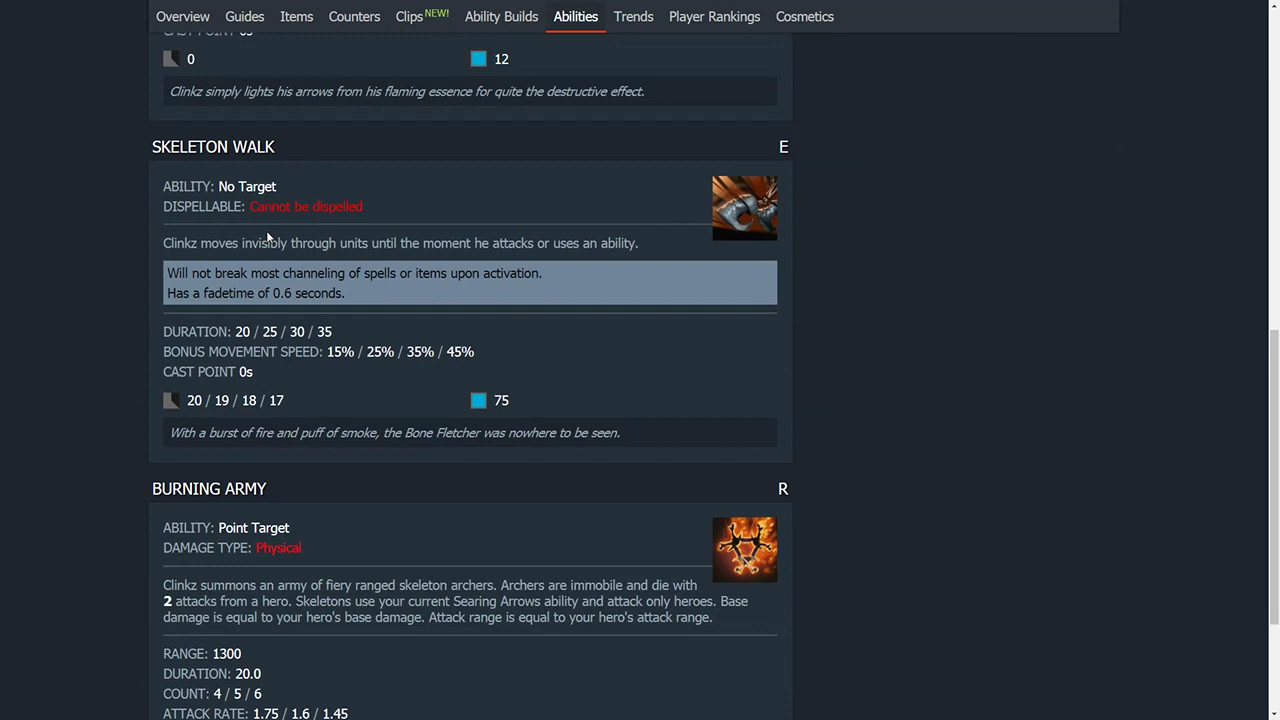 Overview Guides Items Counters Clips NEW! Ability Builds Abilities Trends Player Rankings Cosmetics
CAST POINT 0s
0 12
Clinkz simply lights his arrows from his flaming essence for quite the destructive effect.
SKELETON WALK E
ABILITY: No Target
DISPELLABLE: Cannot be dispelled
Clinkz moves invisibly through units until the moment he attacks or uses an ability.
Will not break most channeling of spells or items upon activation.
Has a fadetime of 0.6 seconds.
DURATION: 20 / 25 / 30 / 35
BONUS MOVEMENT SPEED: 15% / 25% / 35% / 45%
CAST POINT 0s
20 / 19 / 18 / 17 75
With a burst of fire and puff of smoke, the Bone Fletcher was nowhere to be seen.
BURNING ARMY R
ABILITY: Point Target
DAMAGE TYPE: Physical
Clinkz summons an army of fiery ranged skeleton archers. Archers are immobile and die with
2 attacks from a hero. Skeletons use your current Searing Arrows ability and attack only heroes. Base
damage is equal to your hero's base damage. Attack range is equal to your hero's attack range.
RANGE: 1300
DURATION: 20.0
COUNT: 4 / 5 / 6
ATTACK RATE: 1.75 / 1.6 / 1.45